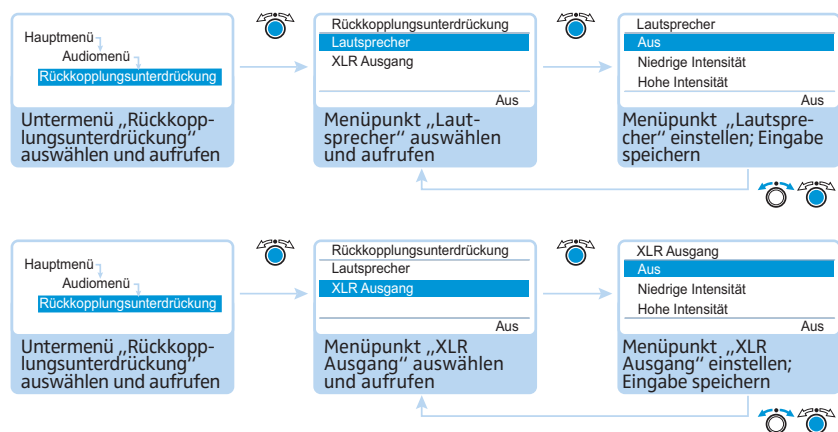 Hauptmenü
Audiomenü
Rückkopplungsunterdrückung
Untermenü „Rückkopp-
lungsunterdrückung“
auswählen und aufrufen
Rückkopplungsunterdrückung
Lautsprecher
XLR Ausgang
Aus
Menüpunkt „Laut-
sprecher“ auswählen
und aufrufen
Lautsprecher
Aus
Niedrige Intensität
Hohe Intensität
Aus
Menüpunkt „Lautspre-
cher“ einstellen; Eingabe
speichern
Hauptmenü
Audiomenü
Rückkopplungsunterdrückung
Untermenü „Rückkopp-
lungsunterdrückung“
auswählen und aufrufen
Rückkopplungsunterdrückung
Lautsprecher
XLR Ausgang
Aus
Menüpunkt „XLR
Ausgang“ auswählen
und aufrufen
XLR Ausgang
Aus
Niedrige Intensität
Hohe Intensität
Aus
Menüpunkt „XLR
Ausgang“ einstellen;
Eingabe speichern